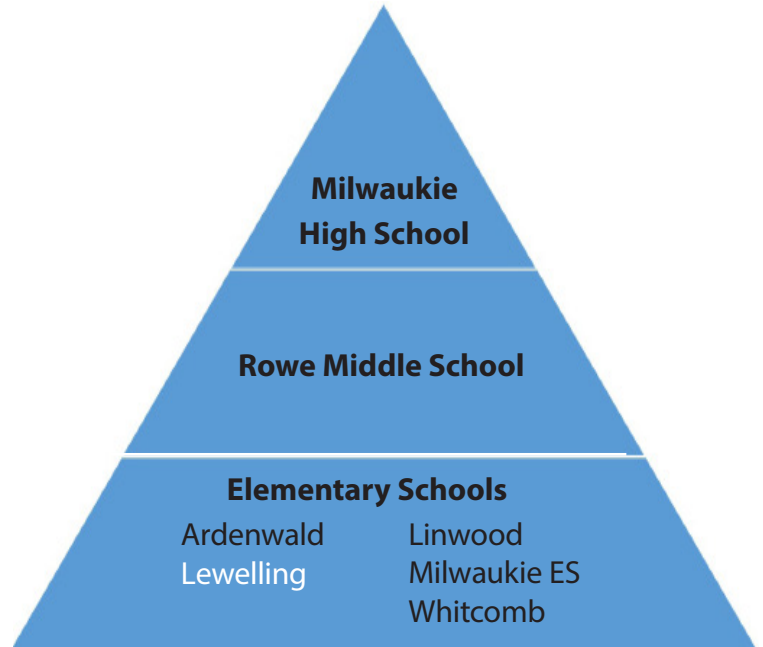 Milwaukie
High School
Rowe Middle School
Elementary Schools
Ardenwald
Lewelling
Linwood
Milwaukie ES
Whitcomb